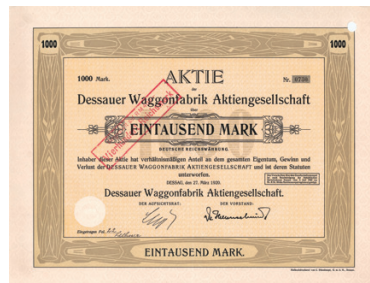 1000
1000
1000 Mark.
AKTIE
Nr.
der
Dessauer Waggonfabrik Aktiengesellschaft
über
EINTAUSEND MARK
DEUTSCHE REICHSWÄHRUNG.
Inhaber dieser Aktie hat verhältnismäßigen Anteil an dem gesamten Eigentum, Gewinn und
Verlust der DESSAUER WAGGONFABRIK AKTIENGESELLSCHAFT und ist deren Statuten
unterworfen.
DESSAU, den 27. März 1920.
Dessauer Waggonfabrik Aktiengesellschaft.
DER AUFSICHTSRAT:
DER VORSTAND:
Eingetragen Fol.
EINTAUSEND MARK.